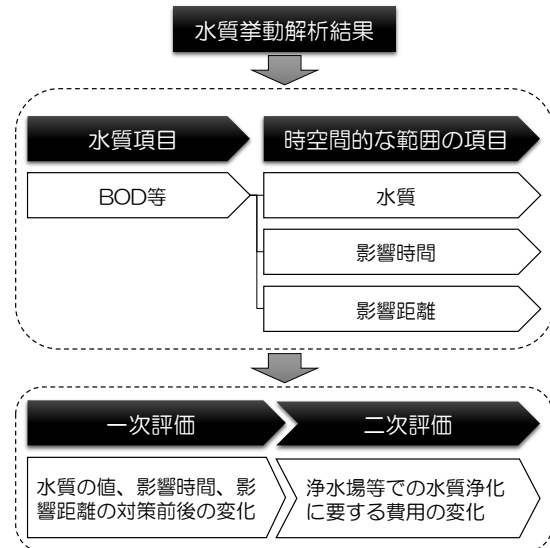 水質挙動解析結果
水質項目
時空間的な範囲の項目
BOD等
水質
影響時間
影響距離
一次評価
二次評価
水質の値、影響時間、影
響距離の対策前後の変化
浄水場等での水質浄化
に要する費用の変化